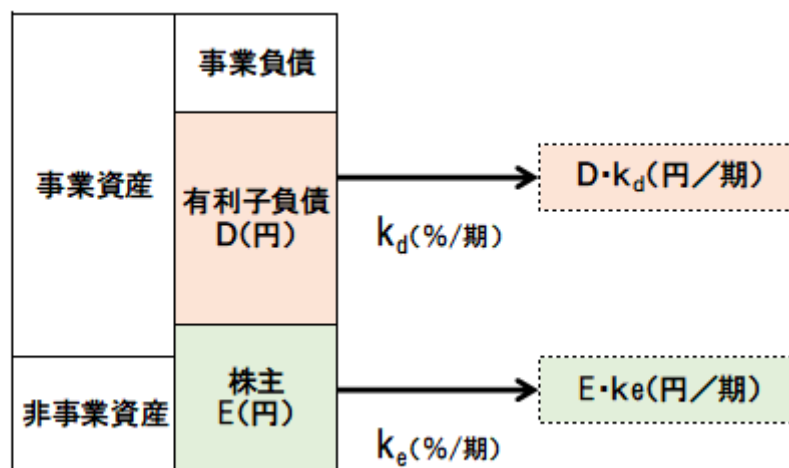 事業負債
事業資産
有利子負債
D(円)
kd(%/期)
D・kd(円／期)
非事業資産
株主
E(円)
ke(%/期)
E・ke(円／期)